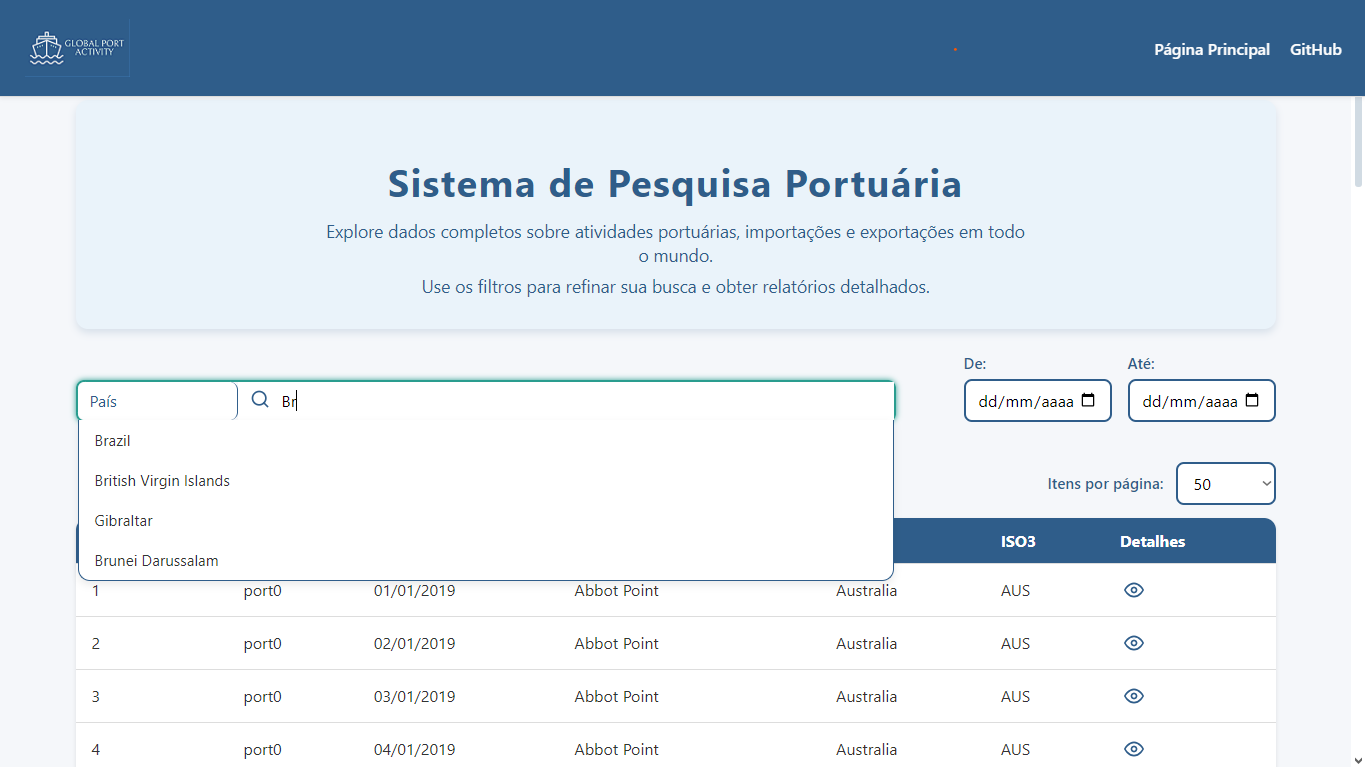 GLOBAL PORT
ACTIVITY
Página Principal GitHub
Sistema de Pesquisa Portuária
Explore dados completos sobre atividades portuárias, importações e exportações em todo
o mundo.
Use os filtros para refinar sua busca e obter relatórios detalhados.
De: Até:
País Br dd/mm/aaaa dd/mm/aaaa
Brazil
British Virgin Islands
Itens por página: 50
Gibraltar
ISO3 Detalhes
Brunei Darussalam
1 port0 01/01/2019 Abbot Point Australia AUS
2 port0 02/01/2019 Abbot Point Australia AUS
3 port0 03/01/2019 Abbot Point Australia AUS
4 port0 04/01/2019 Abbot Point Australia AUS